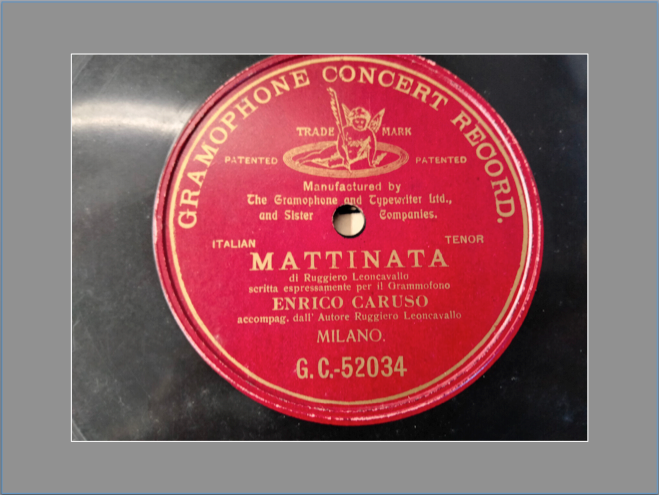 GRAMOPHONE CONCERT RECORD.
TRADE MARK
PATENTED PATENTED
Manufactured by
The Gramophone and Typewriter Ltd.,
and Sister Companies.
ITALIAN TENOR
MATTINATA
di Ruggiero Leoncavallo
scritta espressamente per il Grammofono
ENRICO CARUSO
accompag. dall' Autore Ruggiero Leoncavallo
MILANO.
G.C.-52034